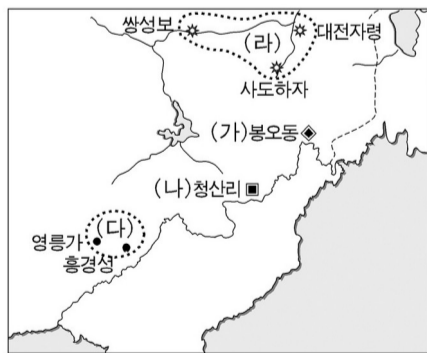 쌍성보
(라)
대전자령
사도하자
(가)봉오동
(나)청산리
(다)
영릉가
흥경성